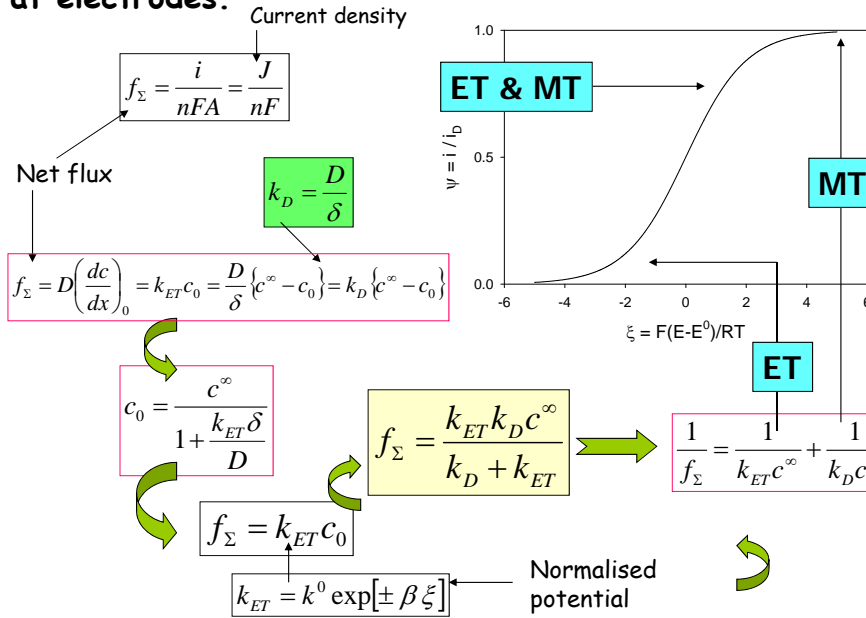 at electrodes.
Current density
f_Σ = i/nFA = J/nF
Net flux
k_D = D/δ
f_Σ = D(dc/dx)_0 = k_ET c_0 = D/δ {c^∞ − c_0} = k_D {c^∞ − c_0}
c_0 = c^∞ / (1 + k_ET δ/D)
f_Σ = k_ET c_0
k_ET = k^0 exp[± β ξ]
Normalised
potential
f_Σ = k_ET k_D c^∞ / (k_D + k_ET)
1/f_Σ = 1/(k_ET c^∞) + 1/(k_D c
ET & MT
MT
ET
ψ = i / i_D
1.0
0.5
0.0
-6 -4 -2 0 2 4 6
ξ = F(E-E^0)/RT